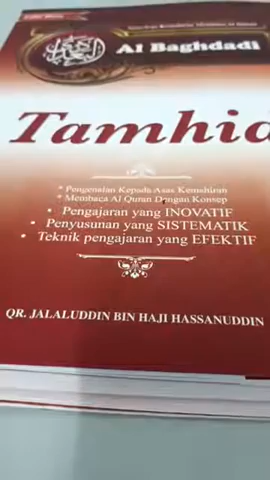 Al Baghdadi
Tamhid
* Pengenalan Kepada Asas Kemahiran
* Membaca Al Quran Dengan Konsep
• Pengajaran yang INOVATIF
• Penyusunan yang SISTEMATIK
• Teknik pengajaran yang EFEKTIF
QR. JALALUDDIN BIN HAJI HASSANUDDIN